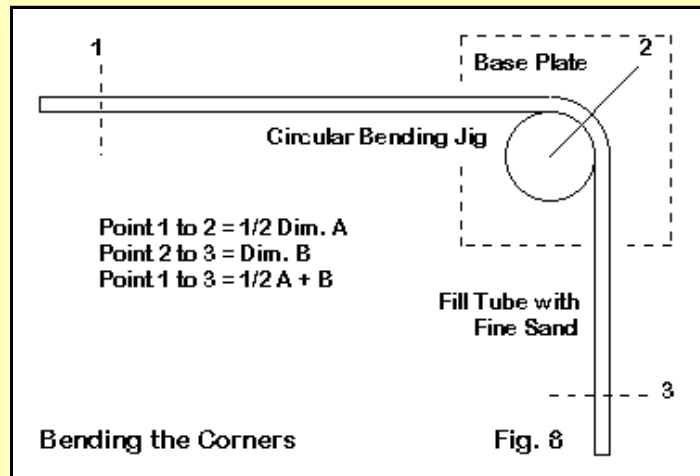 1
2
Base Plate
Circular Bending Jig
Point 1 to 2 = 1/2 Dim. A
Point 2 to 3 = Dim. B
Point 1 to 3 = 1/2 A + B
Fill Tube with
Fine Sand
3
Bending the Corners
Fig. 8